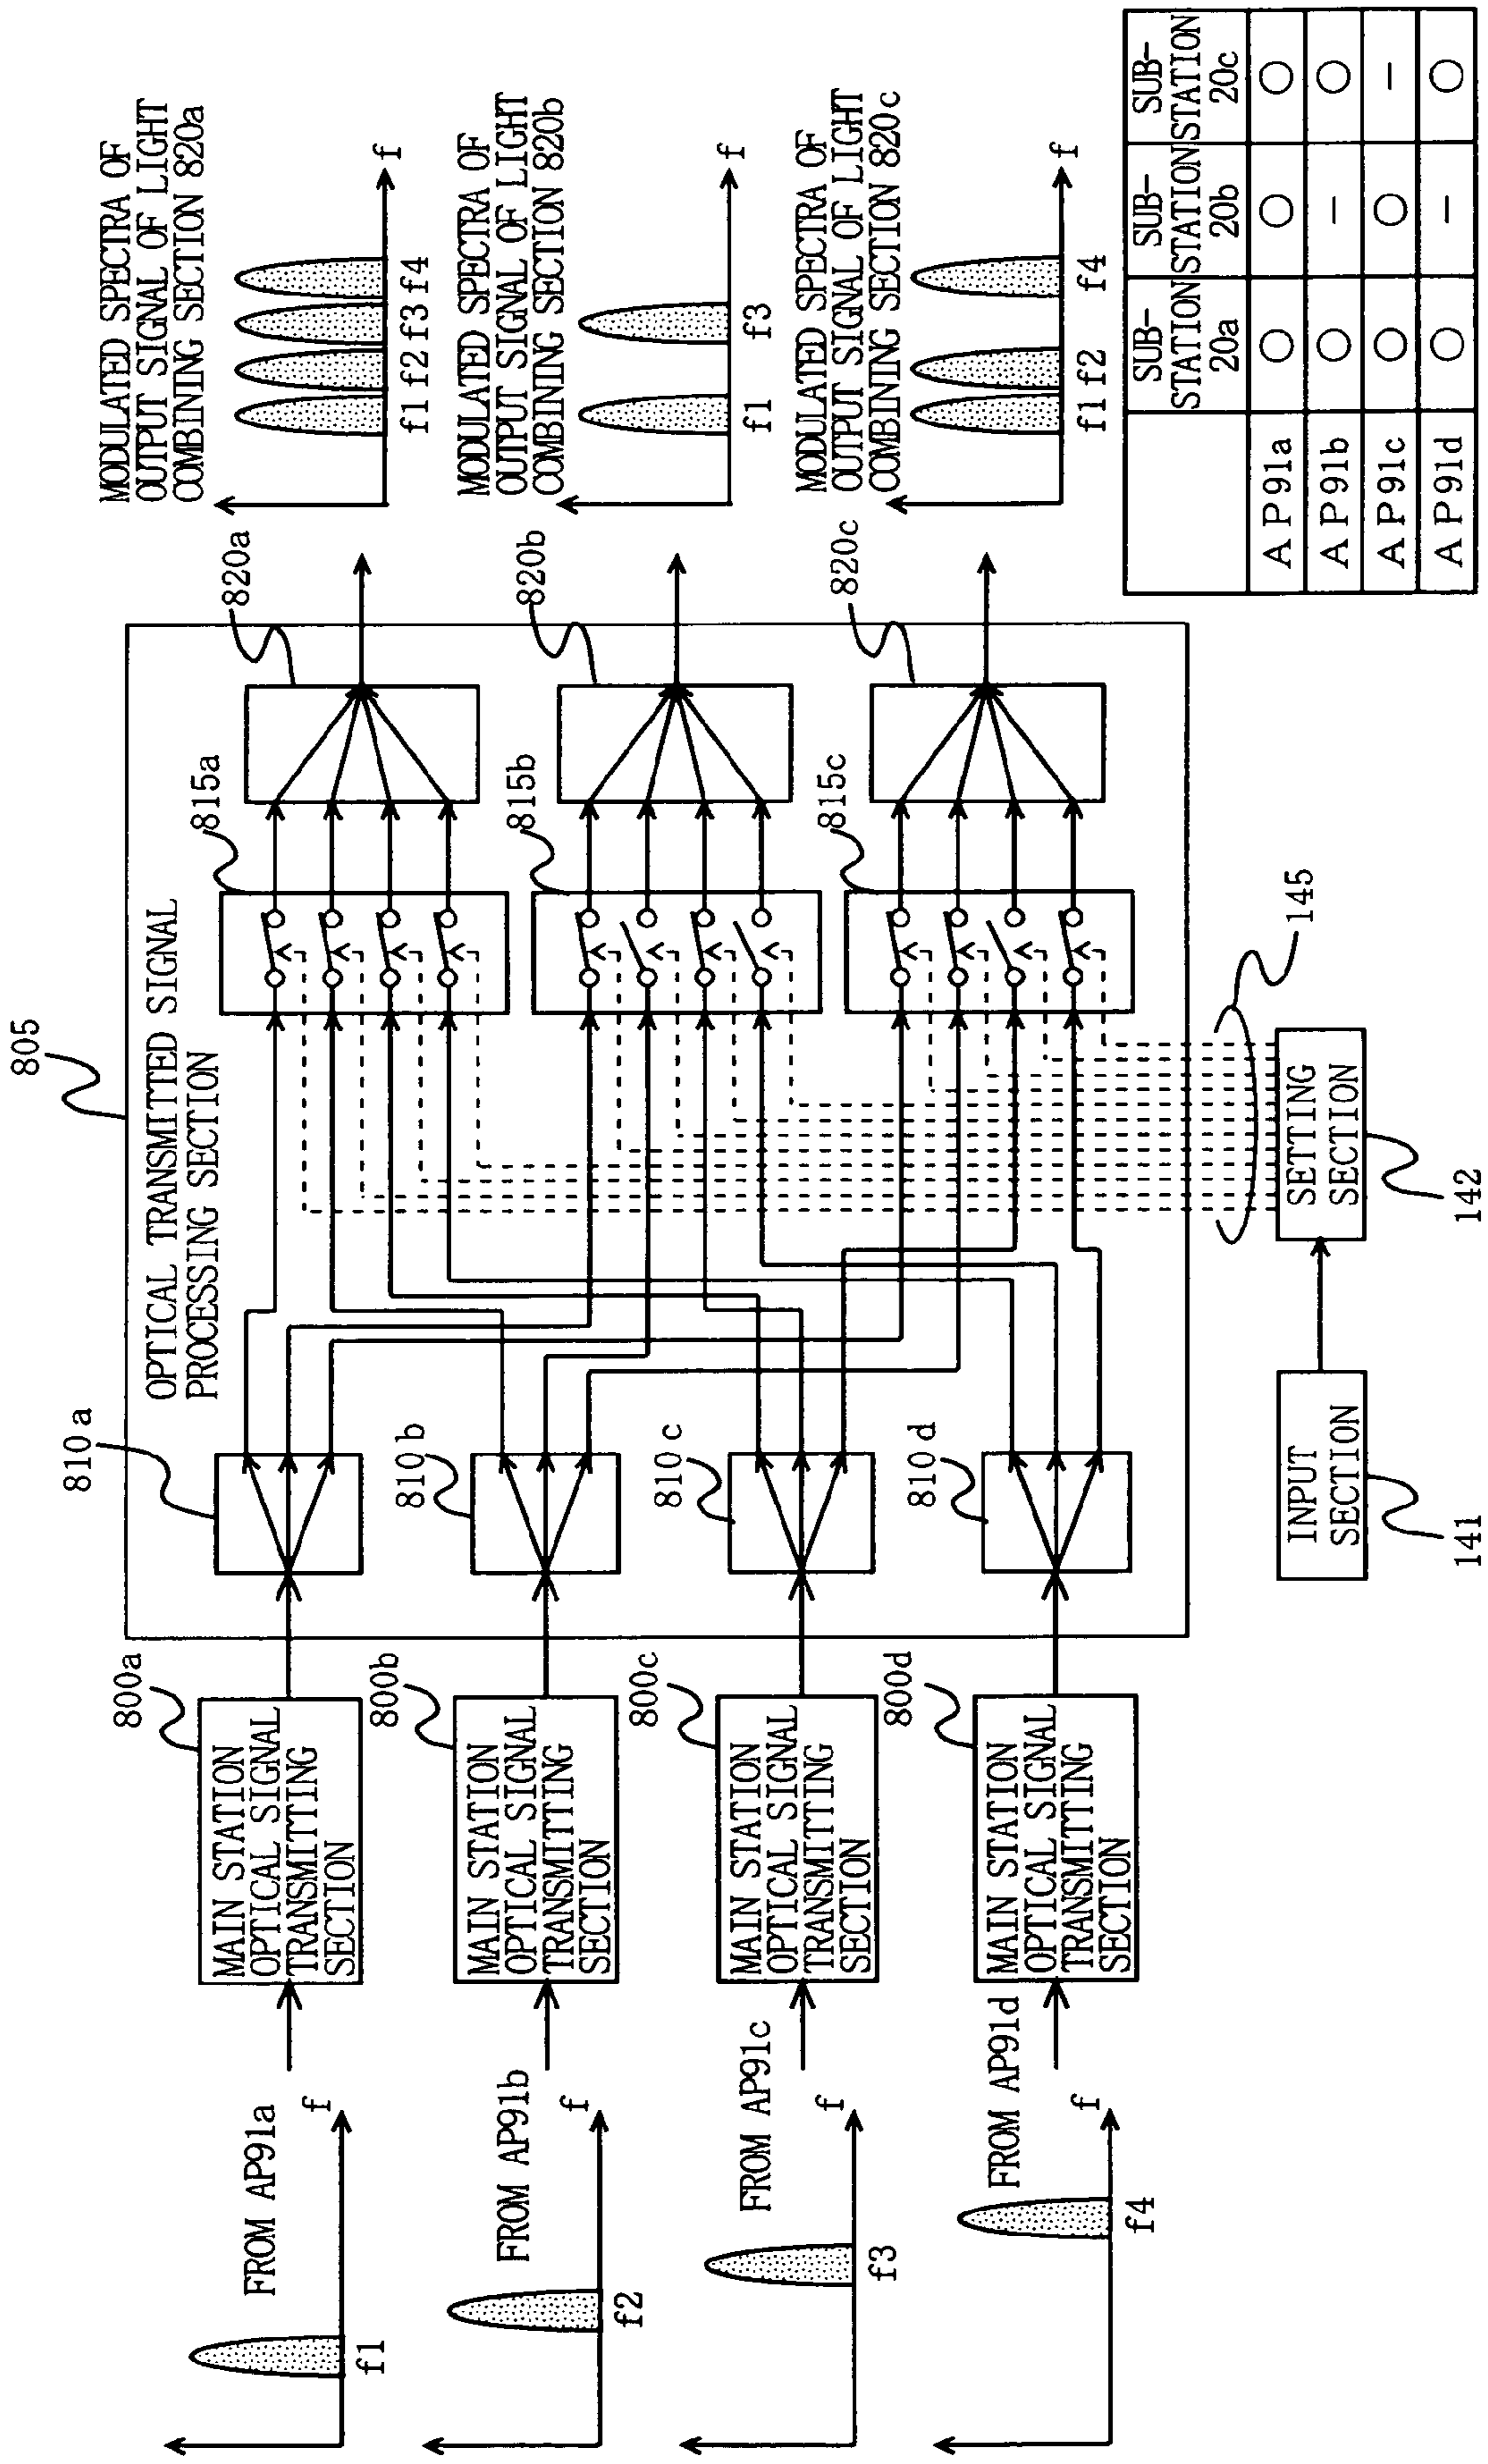 805
OPTICAL TRANSMITTED SIGNAL
PROCESSING SECTION
FROM AP91a
f
f1
MAIN STATION
OPTICAL SIGNAL
TRANSMITTING
SECTION
800a
810a
815a
820a
MODULATED SPECTRA OF
OUTPUT SIGNAL OF LIGHT
COMBINING SECTION 820a
f
f1 f2 f3 f4
FROM AP91b
f
f2
MAIN STATION
OPTICAL SIGNAL
TRANSMITTING
SECTION
800b
810b
815b
820b
MODULATED SPECTRA OF
OUTPUT SIGNAL OF LIGHT
COMBINING SECTION 820b
f
f1 f3
FROM AP91c
f
f3
MAIN STATION
OPTICAL SIGNAL
TRANSMITTING
SECTION
800c
810c
815c
820c
MODULATED SPECTRA OF
OUTPUT SIGNAL OF LIGHT
COMBINING SECTION 820c
f
f1 f2 f4
FROM AP91d
f
f4
MAIN STATION
OPTICAL SIGNAL
TRANSMITTING
SECTION
800d
810d
145
INPUT
SECTION
141
SETTING
SECTION
142
SUB-
STATION
20a
SUB-
STATION
20b
SUB-
STATION
20c
AP91a ○ ○ ○
AP91b ○ - ○
AP91c ○ ○ -
AP91d ○ - ○